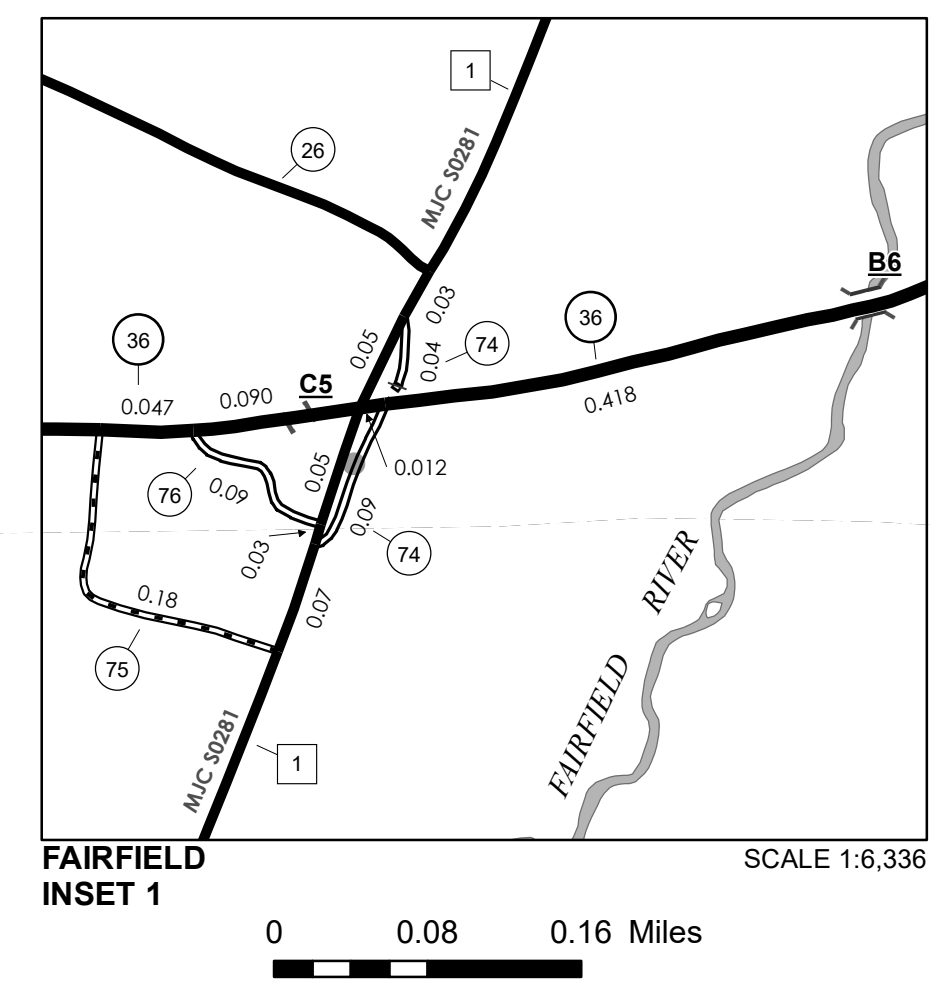 1
MJC S0281
26
B6
0.03
36
36
0.05
0.04
74
C5
0.047
0.090
0.418
0.012
0.05
76
0.09
0.09
74
0.03
RIVER
0.18
0.07
75
FAIRFIELD
MJC S0281
1
FAIRFIELD
INSET 1
SCALE 1:6,336
0 0.08 0.16 Miles